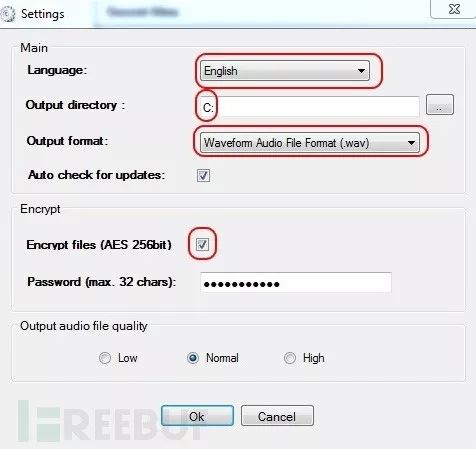 Settings
Main
Language:
English
Output directory :
C:
..
Output format:
Waveform Audio File Format (.wav)
Auto check for updates:
Encrypt
Encrypt files (AES 256bit)
Password (max. 32 chars):
●●●●●●●●●●●
Output audio file quality
Low
Normal
High
Ok
Cancel
FREEBUF